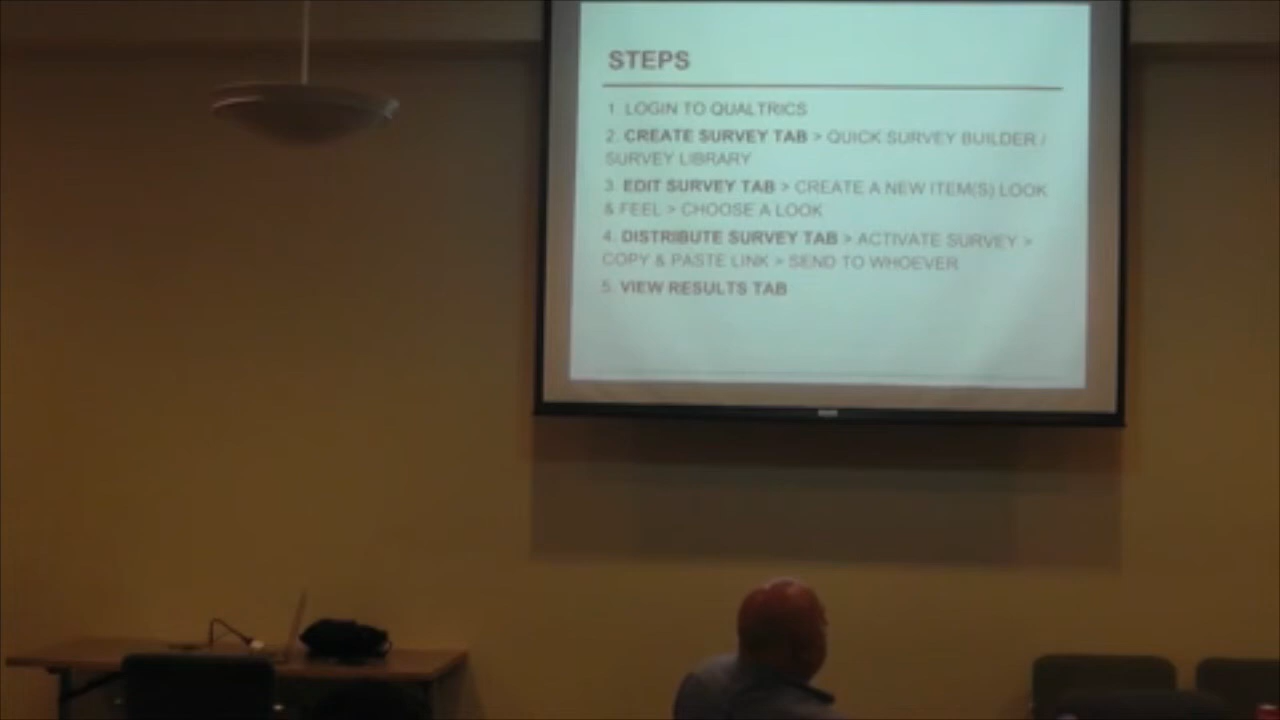 STEPS
1. LOGIN TO QUALTRICS
2. CREATE SURVEY TAB > QUICK SURVEY BUILDER /
SURVEY LIBRARY
3. EDIT SURVEY TAB > CREATE A NEW ITEM(S) LOOK
& FEEL > CHOOSE A LOOK
4. DISTRIBUTE SURVEY TAB > ACTIVATE SURVEY >
COPY & PASTE LINK > SEND TO WHOEVER
5. VIEW RESULTS TAB